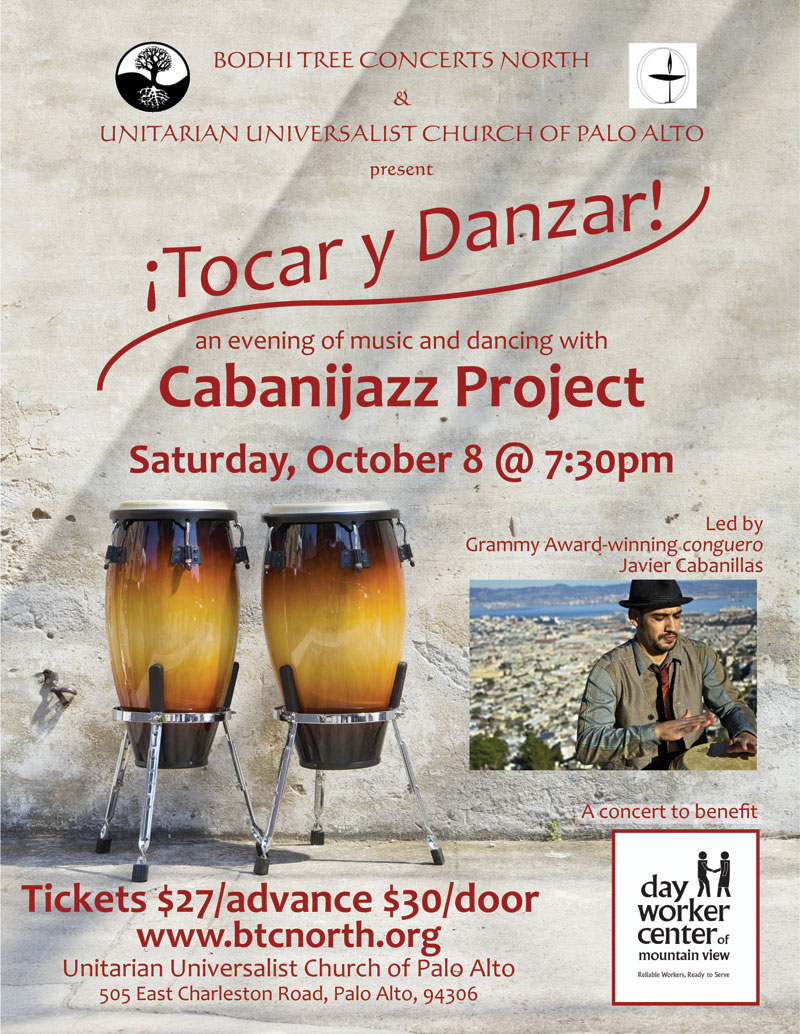 BODHI TREE CONCERTS NORTH
&
UNITARIAN UNIVERSALIST CHURCH OF PALO ALTO
present
¡Tocar y Danzar!
an evening of music and dancing with
Cabanijazz Project
Saturday, October 8 @ 7:30pm
Led by
Grammy Award-winning conguero
Javier Cabanillas
A concert to benefit
day
worker
center of
mountain view
Reliable Workers, Ready to Serve
Tickets $27/advance $30/door
www.btcnorth.org
Unitarian Universalist Church of Palo Alto
505 East Charleston Road, Palo Alto, 94306